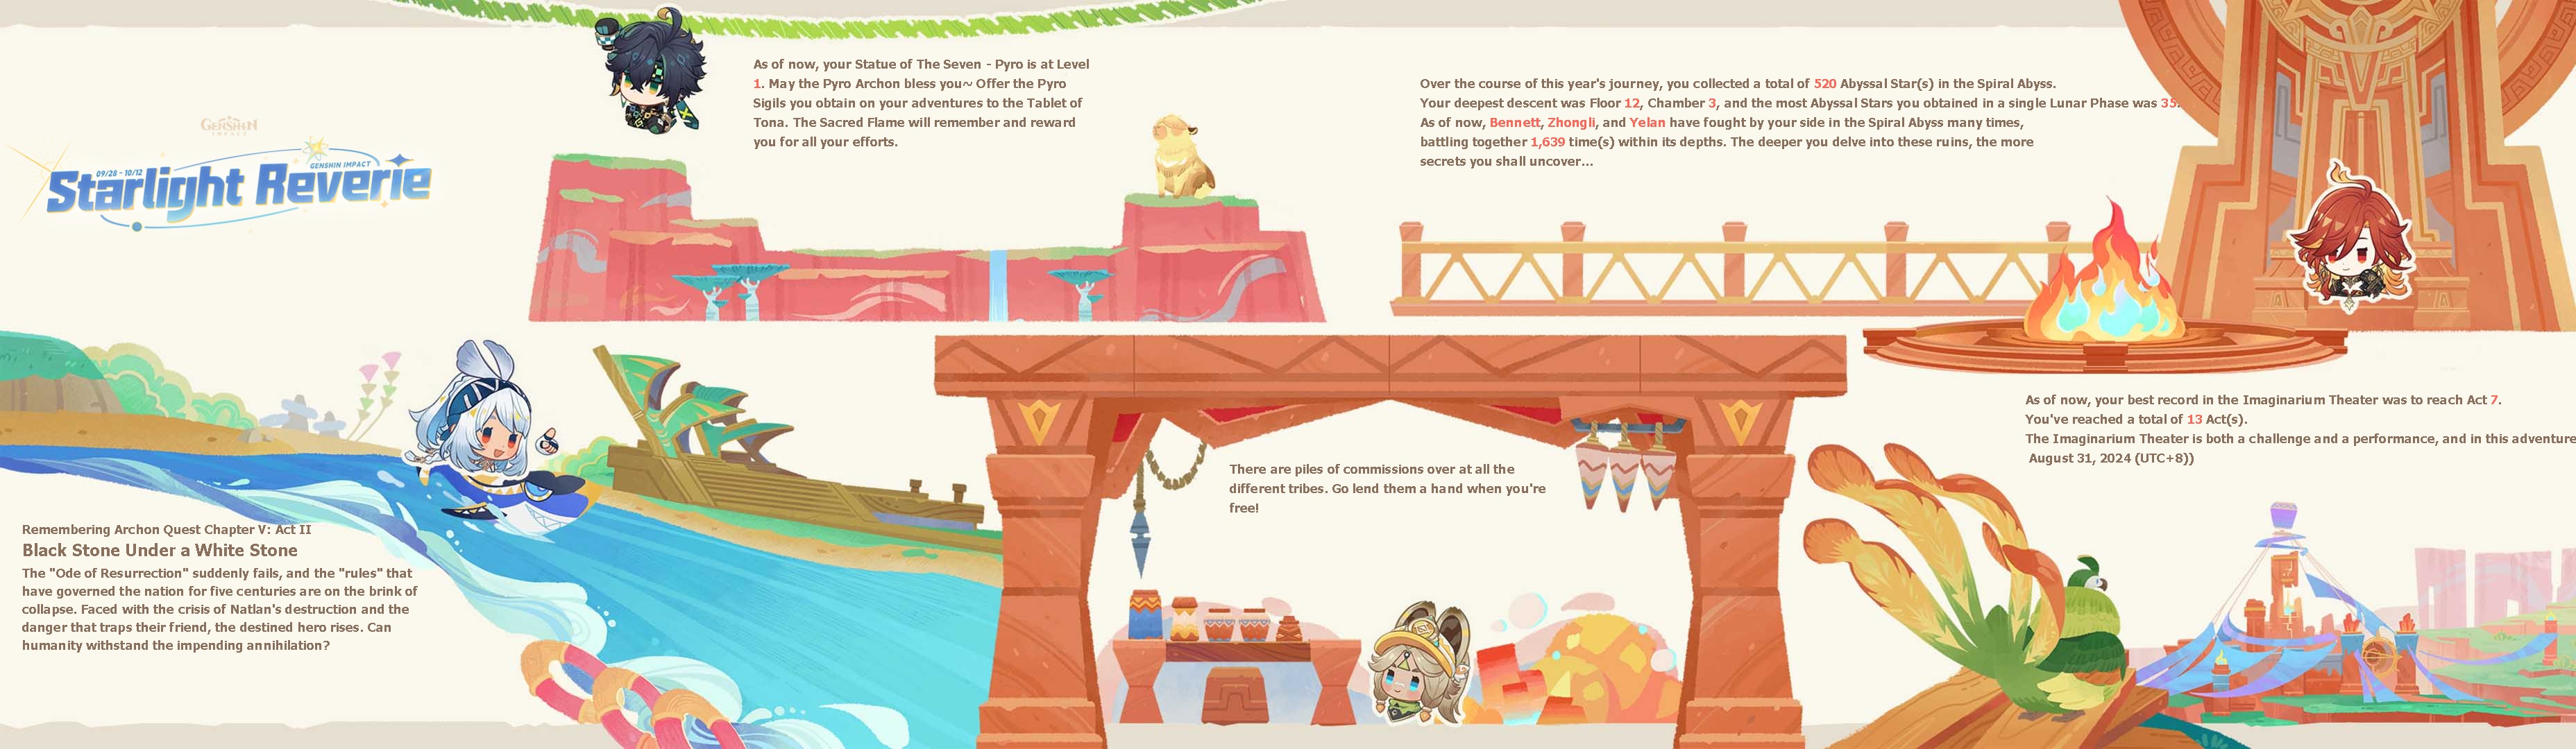 GENSHIN
IMPACT
09/28 - 10/12
GENSHIN IMPACT
Starlight Reverie
As of now, your Statue of The Seven - Pyro is at Level
1. May the Pyro Archon bless you~ Offer the Pyro
Sigils you obtain on your adventures to the Tablet of
Tona. The Sacred Flame will remember and reward
you for all your efforts.
Over the course of this year's journey, you collected a total of 520 Abyssal Star(s) in the Spiral Abyss.
Your deepest descent was Floor 12, Chamber 3, and the most Abyssal Stars you obtained in a single Lunar Phase was 35.
As of now, Bennett, Zhongli, and Yelan have fought by your side in the Spiral Abyss many times,
battling together 1,639 time(s) within its depths. The deeper you delve into these ruins, the more
secrets you shall uncover...
Remembering Archon Quest Chapter V: Act II
Black Stone Under a White Stone
The "Ode of Resurrection" suddenly fails, and the "rules" that
have governed the nation for five centuries are on the brink of
collapse. Faced with the crisis of Natlan's destruction and the
danger that traps their friend, the destined hero rises. Can
humanity withstand the impending annihilation?
There are piles of commissions over at all the
different tribes. Go lend them a hand when you're
free!
As of now, your best record in the Imaginarium Theater was to reach Act 7.
You've reached a total of 13 Act(s).
The Imaginarium Theater is both a challenge and a performance, and in this adventure
August 31, 2024 (UTC+8))